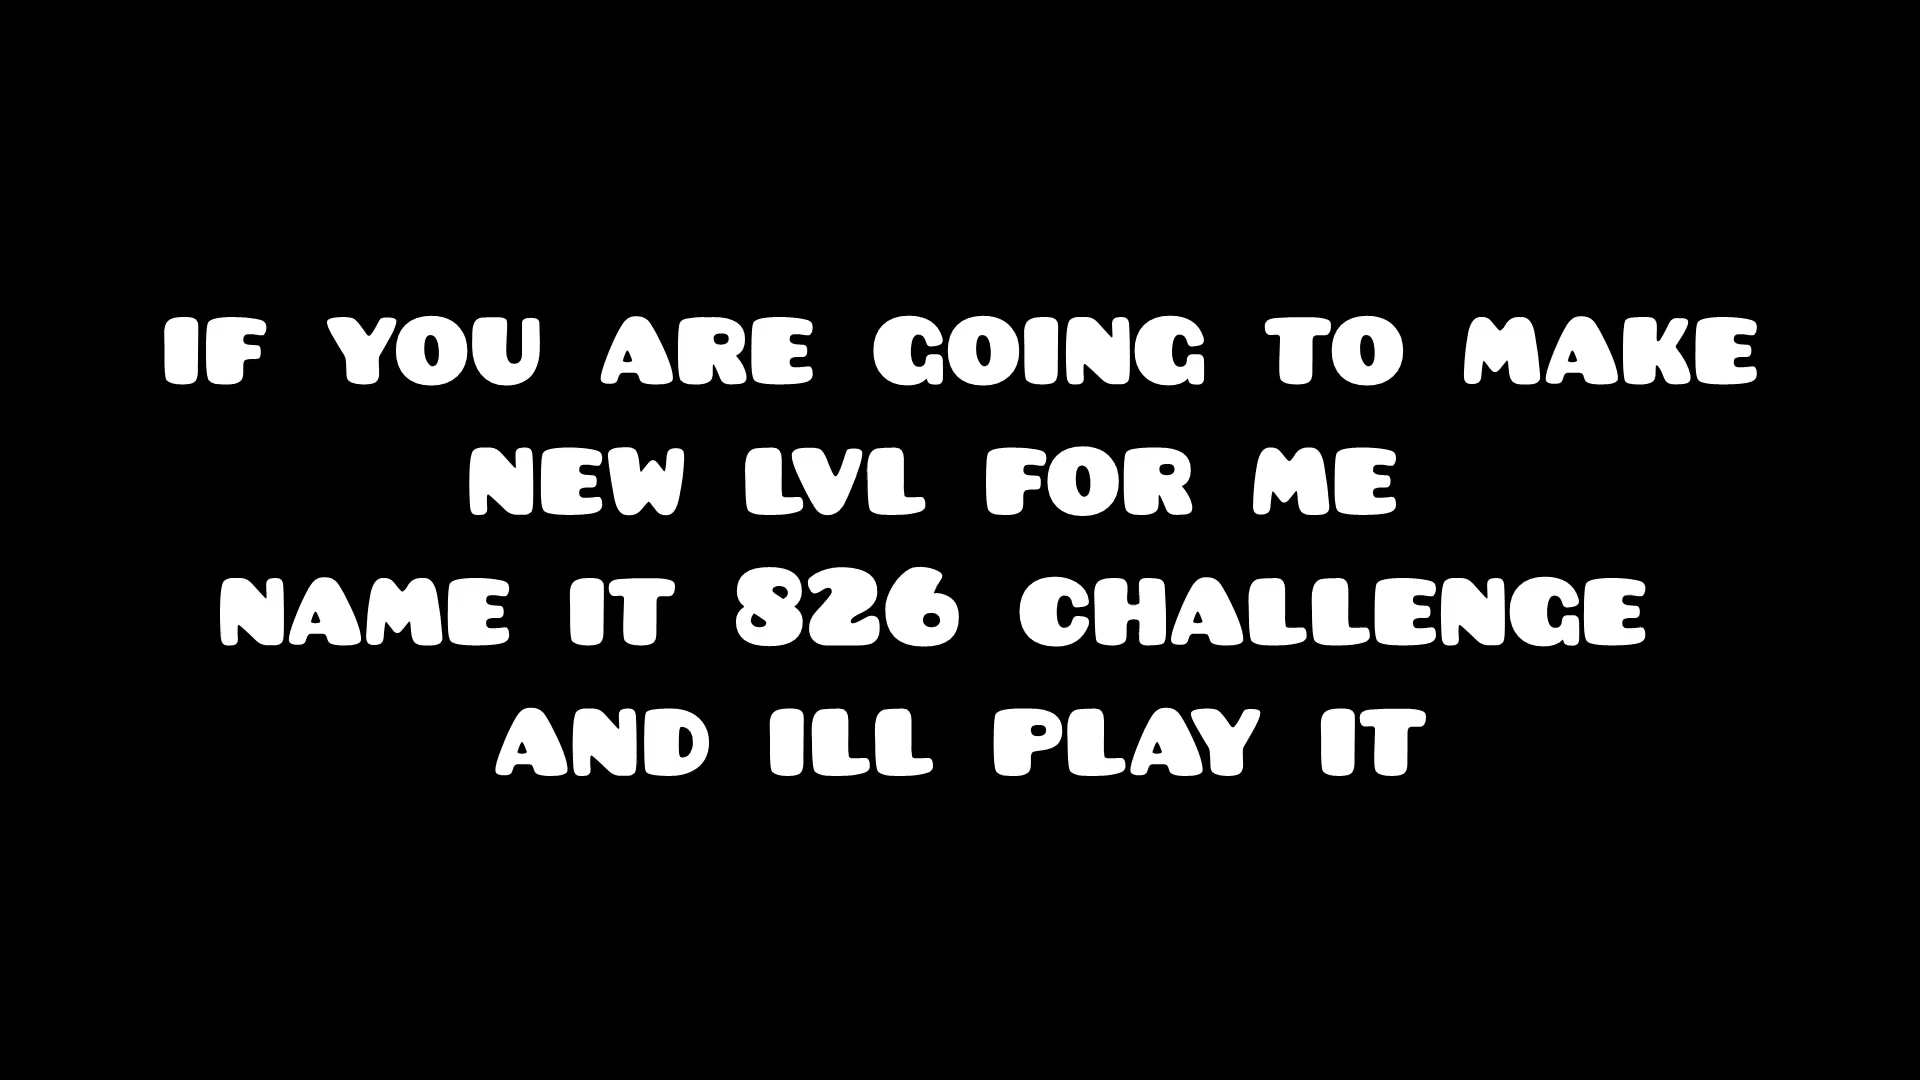 IF YOU ARE GOING TO MAKE
NEW LVL FOR ME
NAME IT 826 CHALLENGE
AND ILL PLAY IT